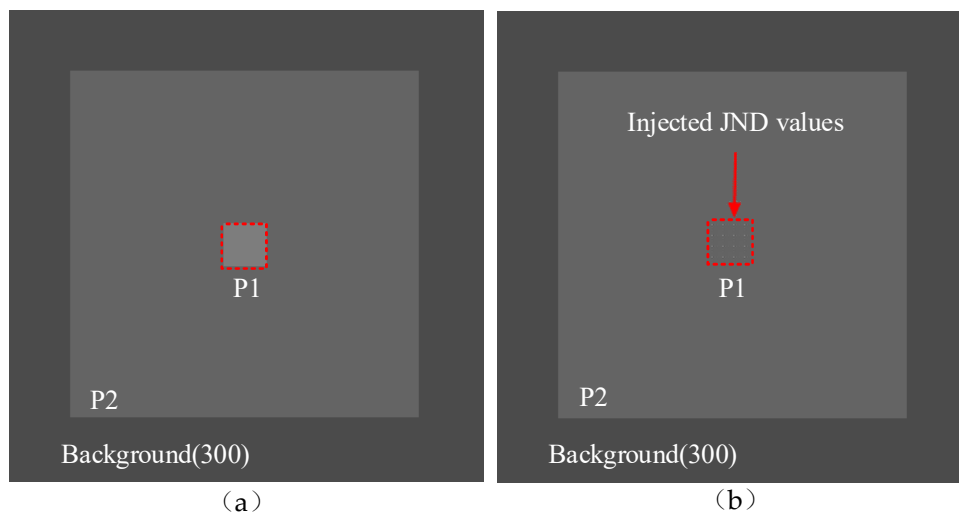 P1
P2
Background(300)
（a）
Injected JND values
P1
P2
Background(300)
（b）